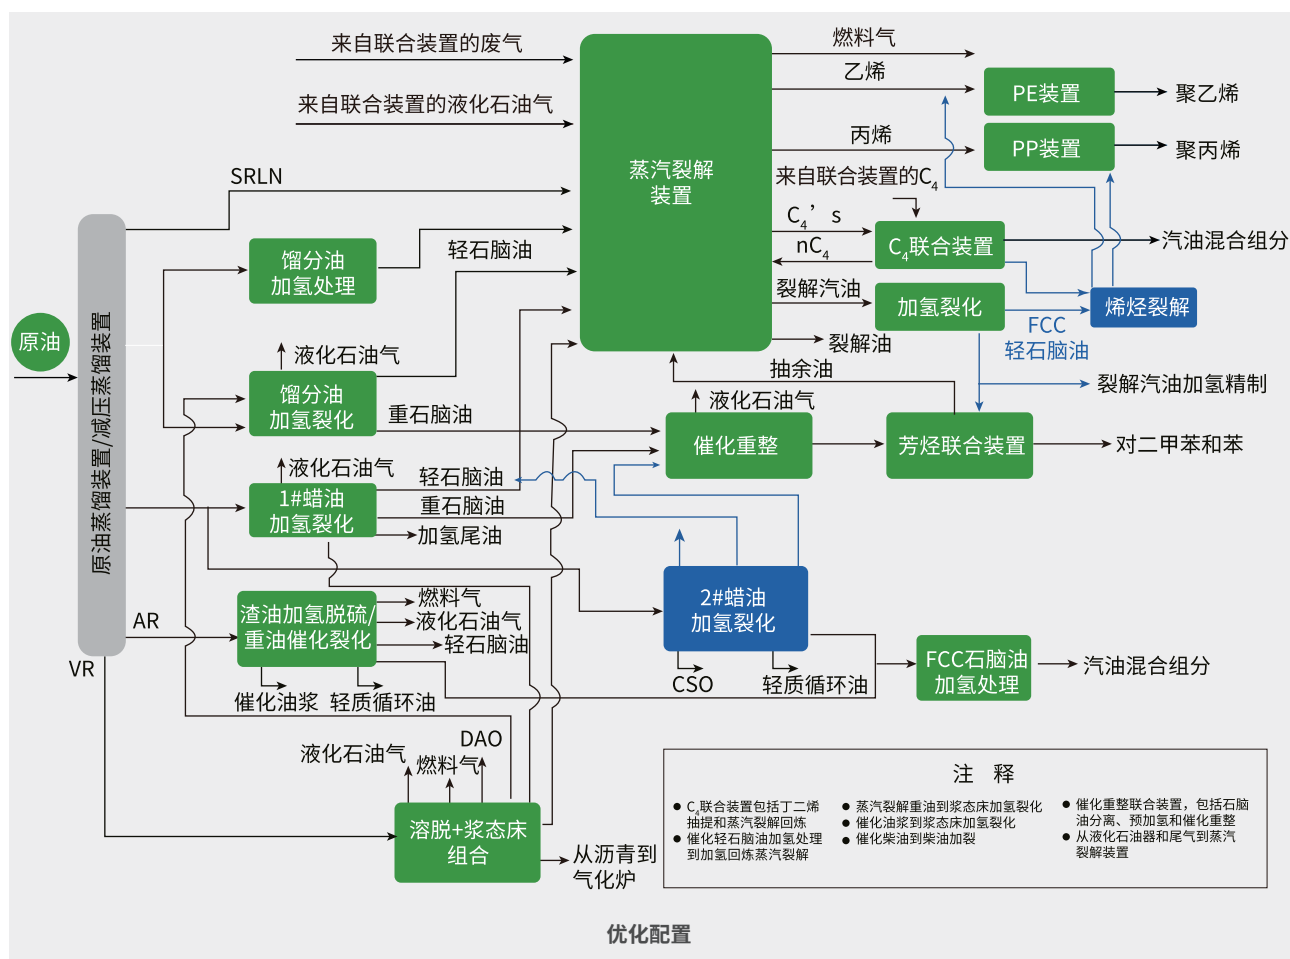 来自联合装置的废气
来自联合装置的液化石油气
SRLN
原油
原油蒸馏装置/减压蒸馏装置
AR
VR
馏分油
加氢处理
轻石脑油
液化石油气
馏分油
加氢裂化
重石脑油
液化石油气
1#蜡油
加氢裂化
轻石脑油
重石脑油
加氢尾油
渣油加氢脱硫/
重油催化裂化
燃料气
液化石油气
轻石脑油
催化油浆
轻质循环油
液化石油气
燃料气
DAO
溶脱+浆态床
组合
从沥青到
气化炉
蒸汽裂解
装置
燃料气
乙烯
丙烯
来自联合装置的C4
C4’s
nC4
裂解汽油
裂解油
PE装置
聚乙烯
PP装置
聚丙烯
C4联合装置
汽油混合组分
加氢裂化
FCC
轻石脑油
烯烃裂解
裂解汽油加氢精制
抽余油
液化石油气
催化重整
芳烃联合装置
对二甲苯和苯
2#蜡油
加氢裂化
CSO
轻质循环油
FCC石脑油
加氢处理
汽油混合组分
注 释
● C4联合装置包括丁二烯
抽提和蒸汽裂解回炼
● 催化轻石脑油加氢处理
到加氢回炼蒸汽裂解
● 蒸汽裂解重油到浆态床加氢裂化
● 催化油浆到浆态床加氢裂化
● 催化柴油到柴油加裂
● 催化重整联合装置，包括石脑
油分离、预加氢和催化重整
● 从液化石油器和尾气到蒸汽
裂解装置
优化配置